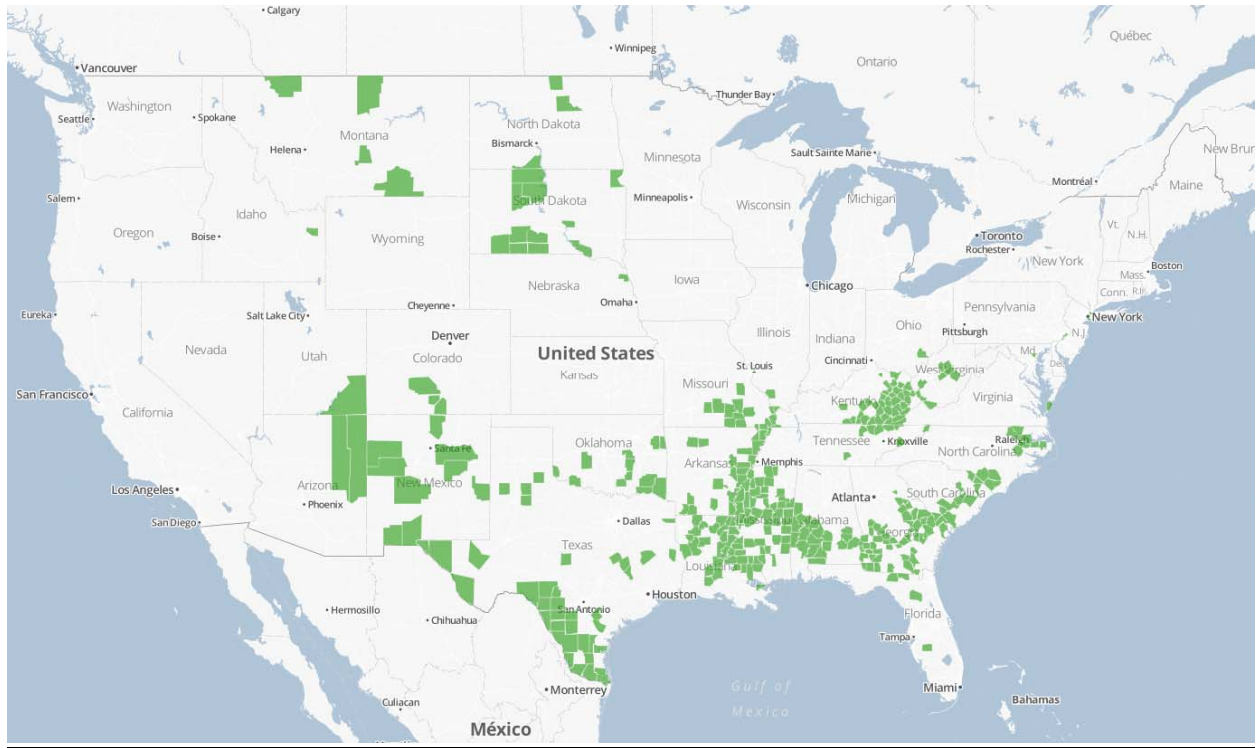 Calgary
Québec
Winnipeg
Ontario
Vancouver
Washington
Thunder Bay
Seattle
Spokane
North Dakota
Montana
Bismarck
Helena
Sault Sainte Marie
New Brun
Minnesota
Montréal
Maine
Salem
Minneapolis
South Dakota
Wisconsin
Michigan
Idaho
Oregon
Boise
Wyoming
Toronto
Rochester
Vt.
N.H.
New York
Boston
Mass.
Iowa
Nebraska
Chicago
Conn.
R.I.
Eureka
Salt Lake City
Cheyenne
Omaha
Pennsylvania
New York
Denver
Illinois
Indiana
Ohio
Pittsburgh
N.J.
Nevada
Utah
Colorado
United States
Kansas
St. Louis
Cincinnati
Md.
De.
West Virginia
San Francisco
Missouri
Kentucky
Virginia
California
Oklahoma
Tennessee
Knoxville
Raleigh
North Carolina
Santa Fe
Arkansas
Memphis
Los Angeles
Arizona
New Mexico
Atlanta
South Carolina
Phoenix
San Diego
Dallas
Mississippi
Alabama
Georgia
Texas
Louisiana
Houston
Hermosillo
San Antonio
Chihuahua
Florida
Tampa
Monterrey
Gulf of
Mexico
Miami
Bahamas
Culiacan
México